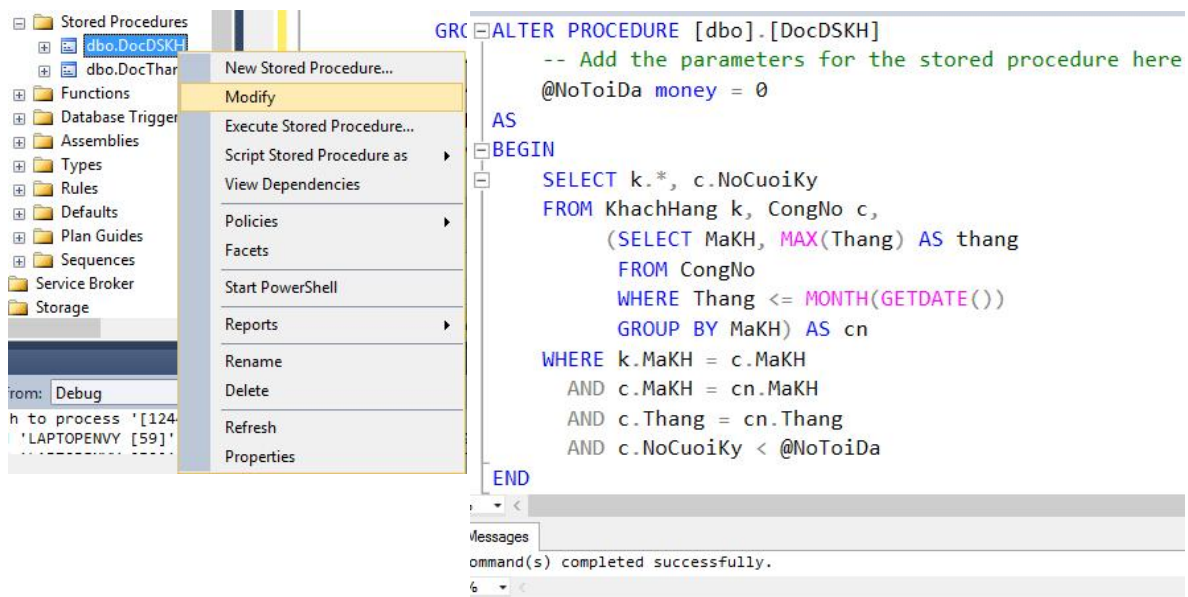 Stored Procedures
dbo.DocDSKH
dbo.DocThan
Functions
Database Trigger
Assemblies
Types
Rules
Defaults
Plan Guides
Sequences
Service Broker
Storage
from: Debug
h to process '[124
'LAPTOPENVY [59]'
New Stored Procedure...
Modify
Execute Stored Procedure...
Script Stored Procedure as
View Dependencies
Policies
Facets
Start PowerShell
Reports
Rename
Delete
Refresh
Properties
GRO
ALTER PROCEDURE [dbo].[DocDSKH]
-- Add the parameters for the stored procedure here
@NoToiDa money = 0
AS
BEGIN
SELECT k.*, c.NoCuoiKy
FROM KhachHang k, CongNo c,
(SELECT MaKH, MAX(Thang) AS thang
FROM CongNo
WHERE Thang <= MONTH(GETDATE())
GROUP BY MaKH) AS cn
WHERE k.MaKH = c.MaKH
AND c.MaKH = cn.MaKH
AND c.Thang = cn.Thang
AND c.NoCuoiKy < @NoToiDa
END
Messages
ommand(s) completed successfully.
%